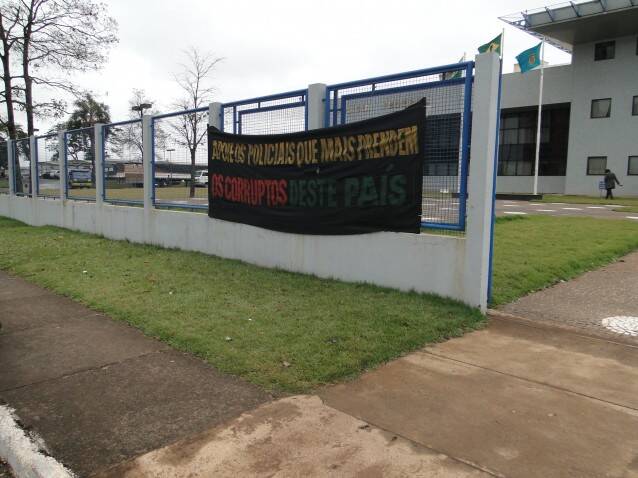 APOIE OS POLICIAIS QUE MAIS PRENDEM
OS CORRUPTOS DESTE PAÍS